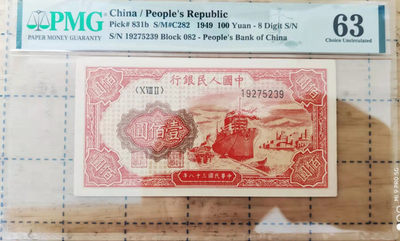 PMG
PAPER MONEY GUARANTY
China / People's Republic
Pick# 831b S/M#C282 1949 100 Yuan - 8 Digit S/N
S/N 19275239 Block 082 - People's Bank of China
63
Choice Uncirculated
行銀民人國中
19275239
壹佰圓
年八十三國民華中